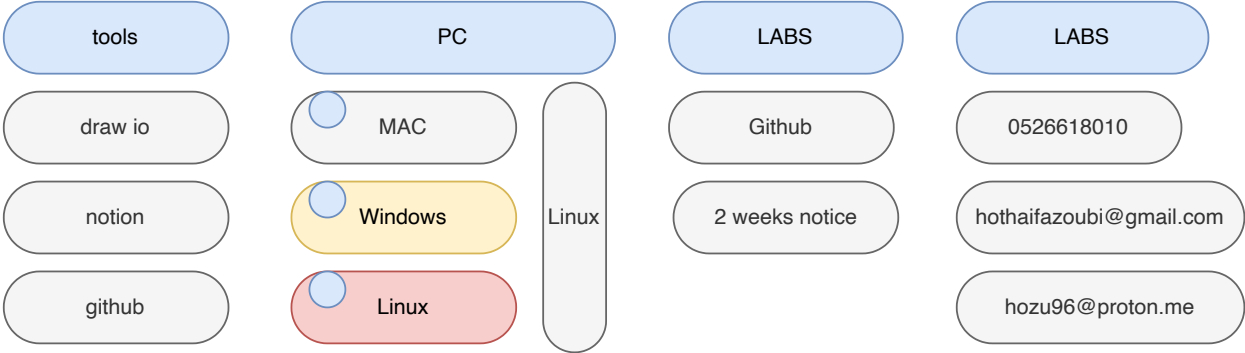 tools
draw io
notion
github
PC
MAC
Windows
Linux
Linux
LABS
Github
2 weeks notice
LABS
0526618010
hothaifazoubi@gmail.com
hozu96@proton.me